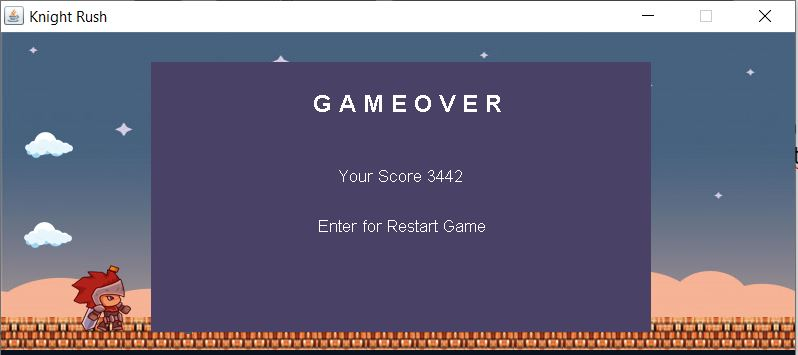 Knight Rush
G A M E O V E R
Your Score 3442
Enter for Restart Game